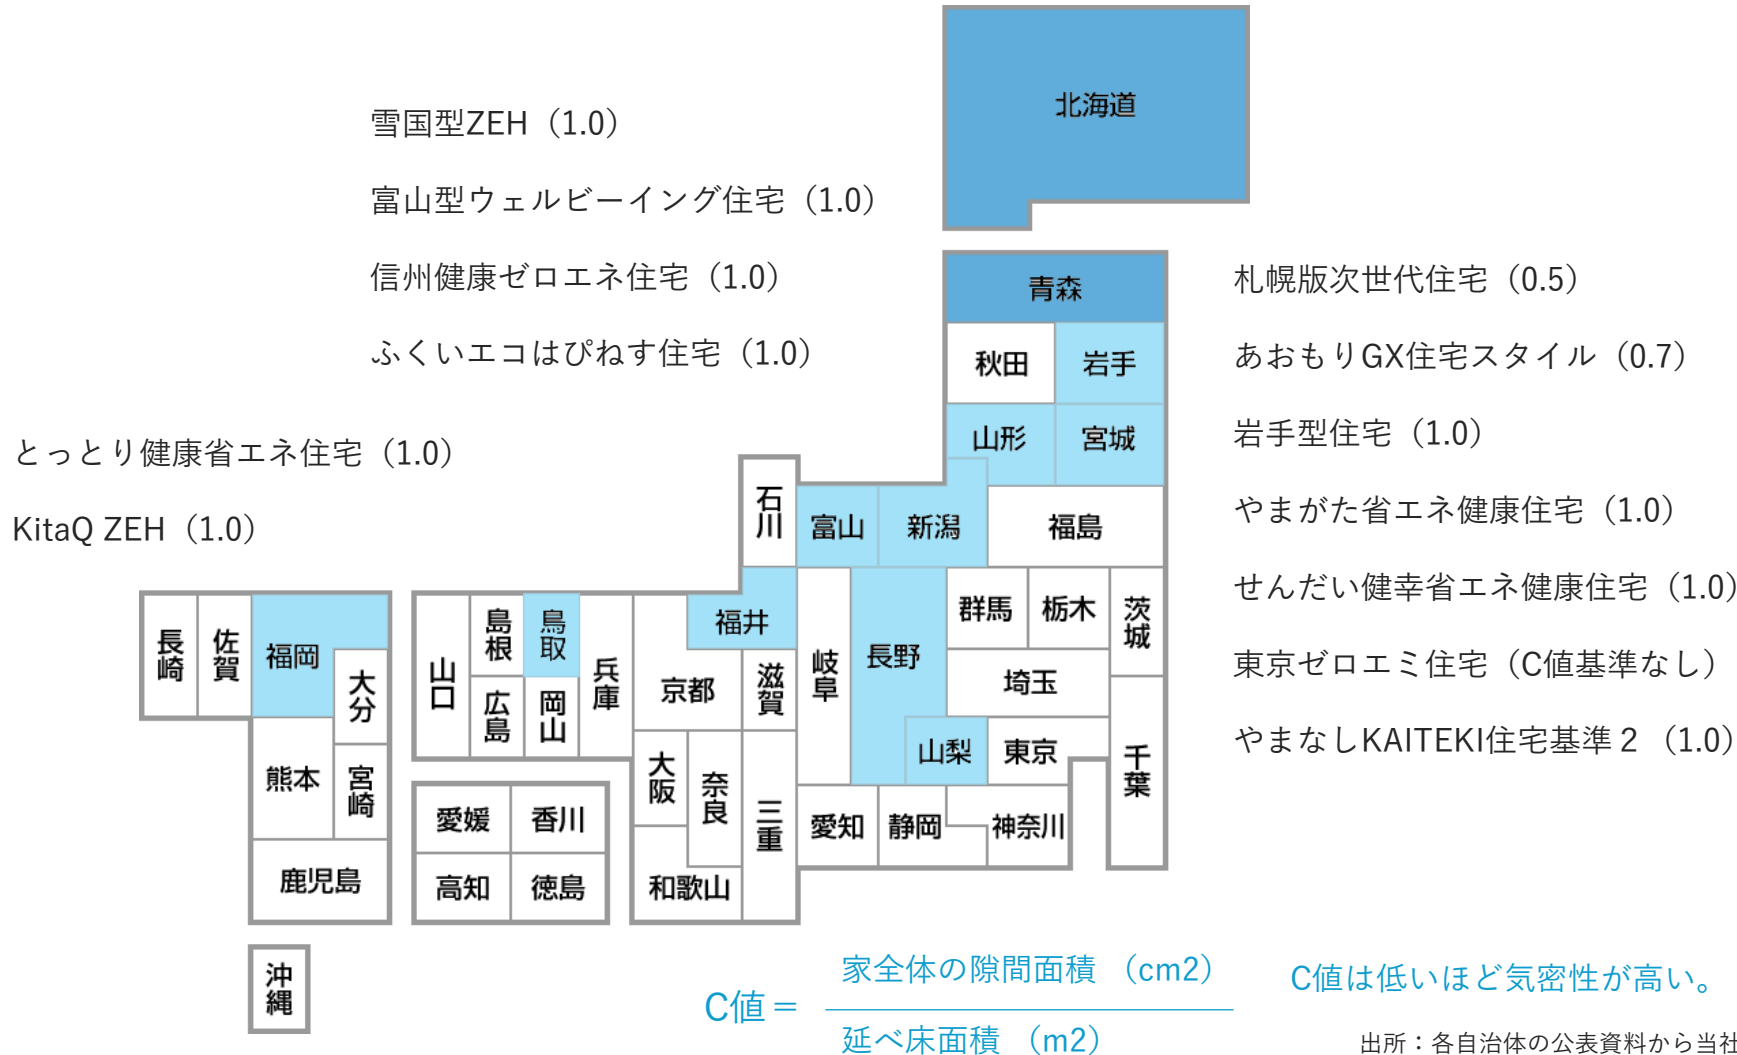 雪国型ZEH（1.0）
富山型ウェルビーイング住宅（1.0）
信州健康ゼロエネ住宅（1.0）
ふくいエコはぴねす住宅（1.0）
とっとり健康省エネ住宅（1.0）
KitaQ ZEH（1.0）
札幌版次世代住宅（0.5）
あおもりGX住宅スタイル（0.7）
岩手型住宅（1.0）
やまがた省エネ健康住宅（1.0）
せんだい健幸省エネ健康住宅（1.0）
東京ゼロエミ住宅（C値基準なし）
やまなしKAITEKI住宅基準２（1.0）
北海道
青森
秋田
岩手
山形
宮城
石川
富山
新潟
福島
福井
岐阜
長野
群馬
栃木
茨城
埼玉
山梨
東京
千葉
愛知
静岡
神奈川
京都
滋賀
大阪
奈良
三重
和歌山
山口
島根
鳥取
兵庫
広島
岡山
愛媛
香川
高知
徳島
長崎
佐賀
福岡
大分
熊本
宮崎
鹿児島
沖縄
C値＝
家全体の隙間面積（cm2）
延べ床面積（m2）
C値は低いほど気密性が高い。
出所：各自治体の公表資料から当社